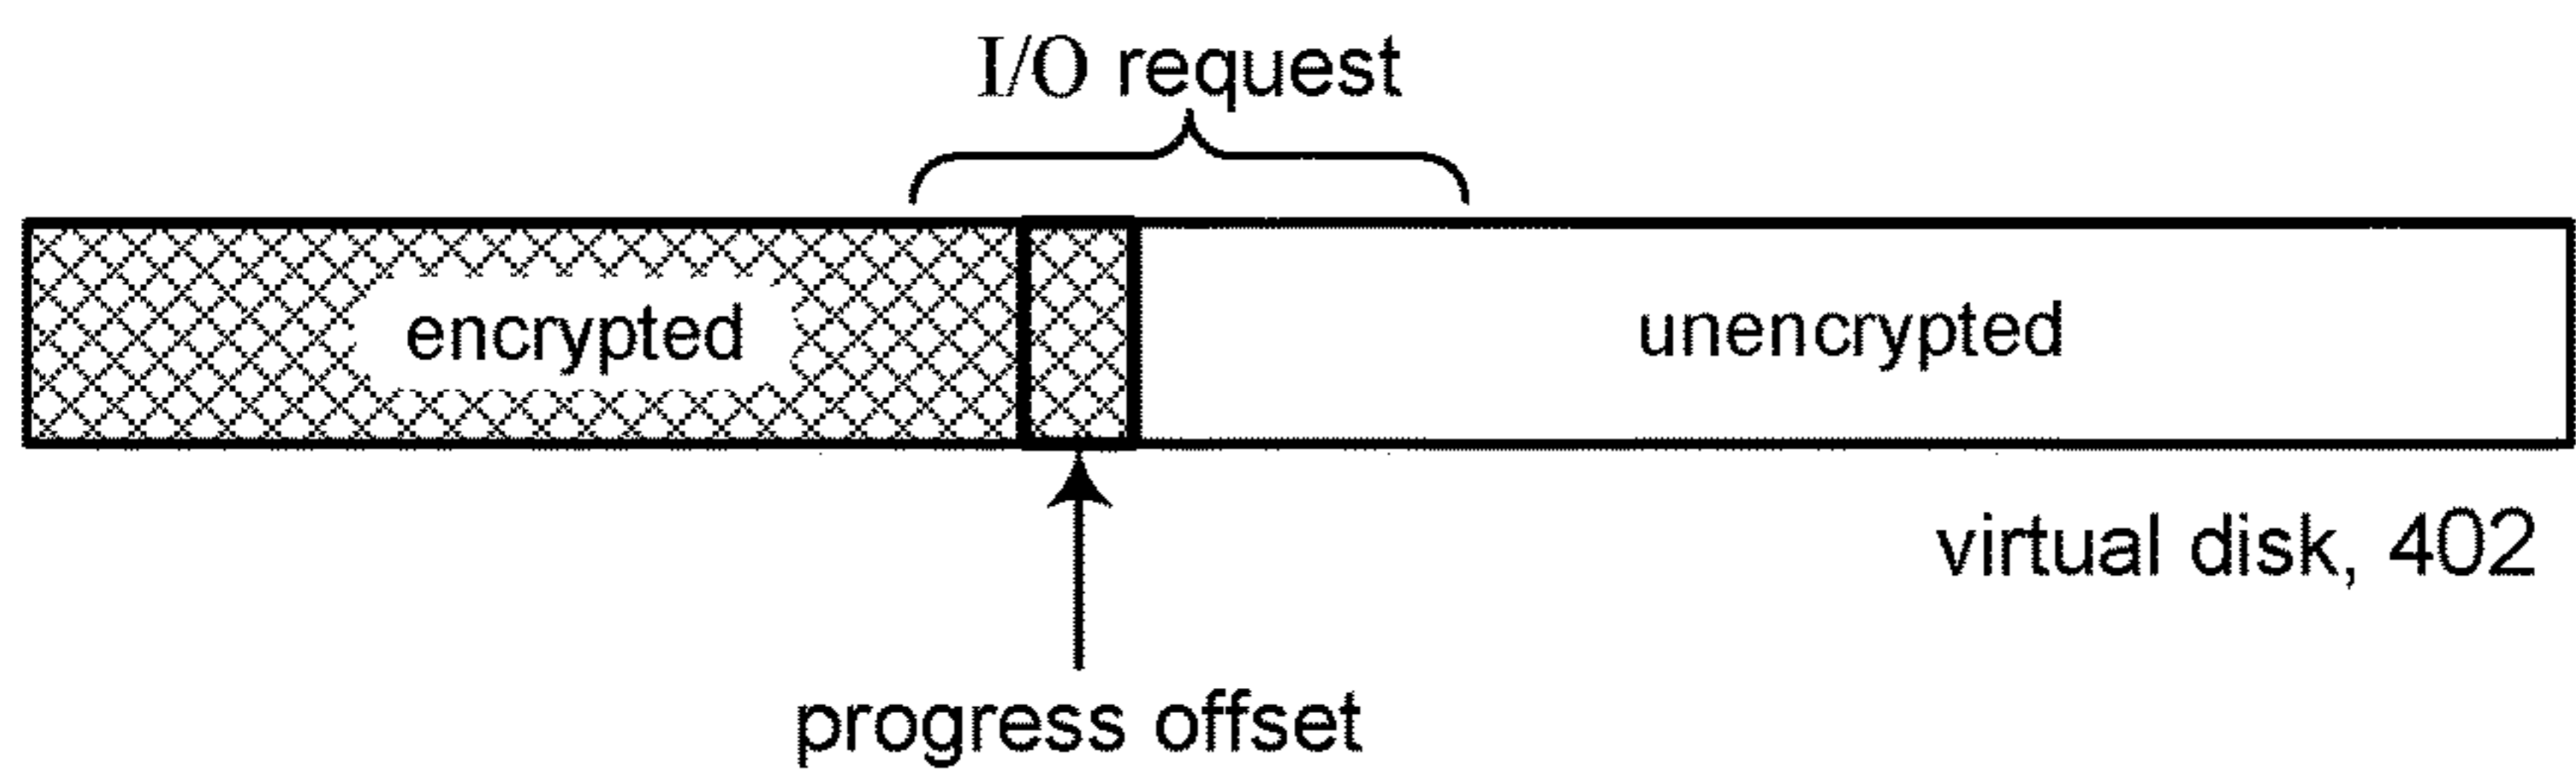 I/O request
encrypted
unencrypted
virtual disk, 402
progress offset